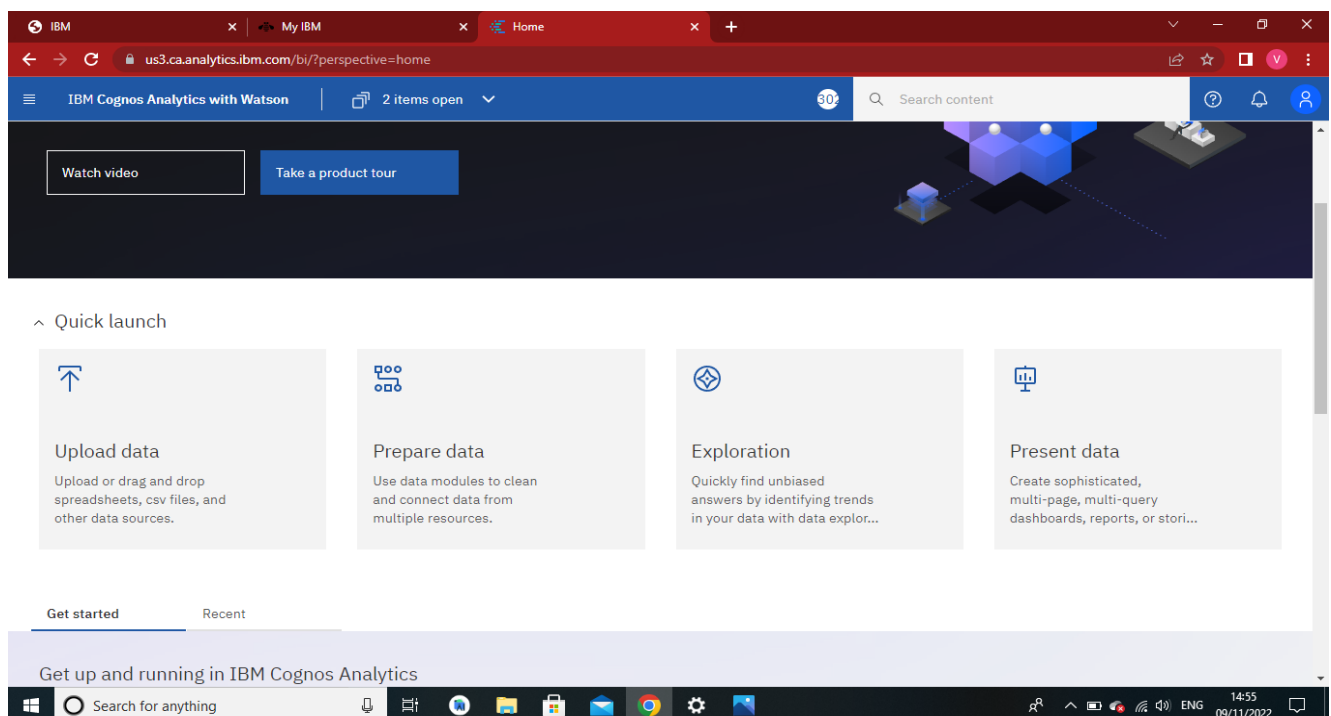 IBM
My IBM
Home
us3.ca.analytics.ibm.com/bi/?perspective=home
V
IBM Cognos Analytics with Watson
2 items open
302
Search content
Watch video
Take a product tour
Quick launch
Upload data
Upload or drag and drop
spreadsheets, csv files, and
other data sources.
Prepare data
Use data modules to clean
and connect data from
multiple resources.
Exploration
Quickly find unbiased
answers by identifying trends
in your data with data explor...
Present data
Create sophisticated,
multi-page, multi-query
dashboards, reports, or stori...
Get started
Recent
Get up and running in IBM Cognos Analytics
Search for anything
ENG
14:55
09/11/2022